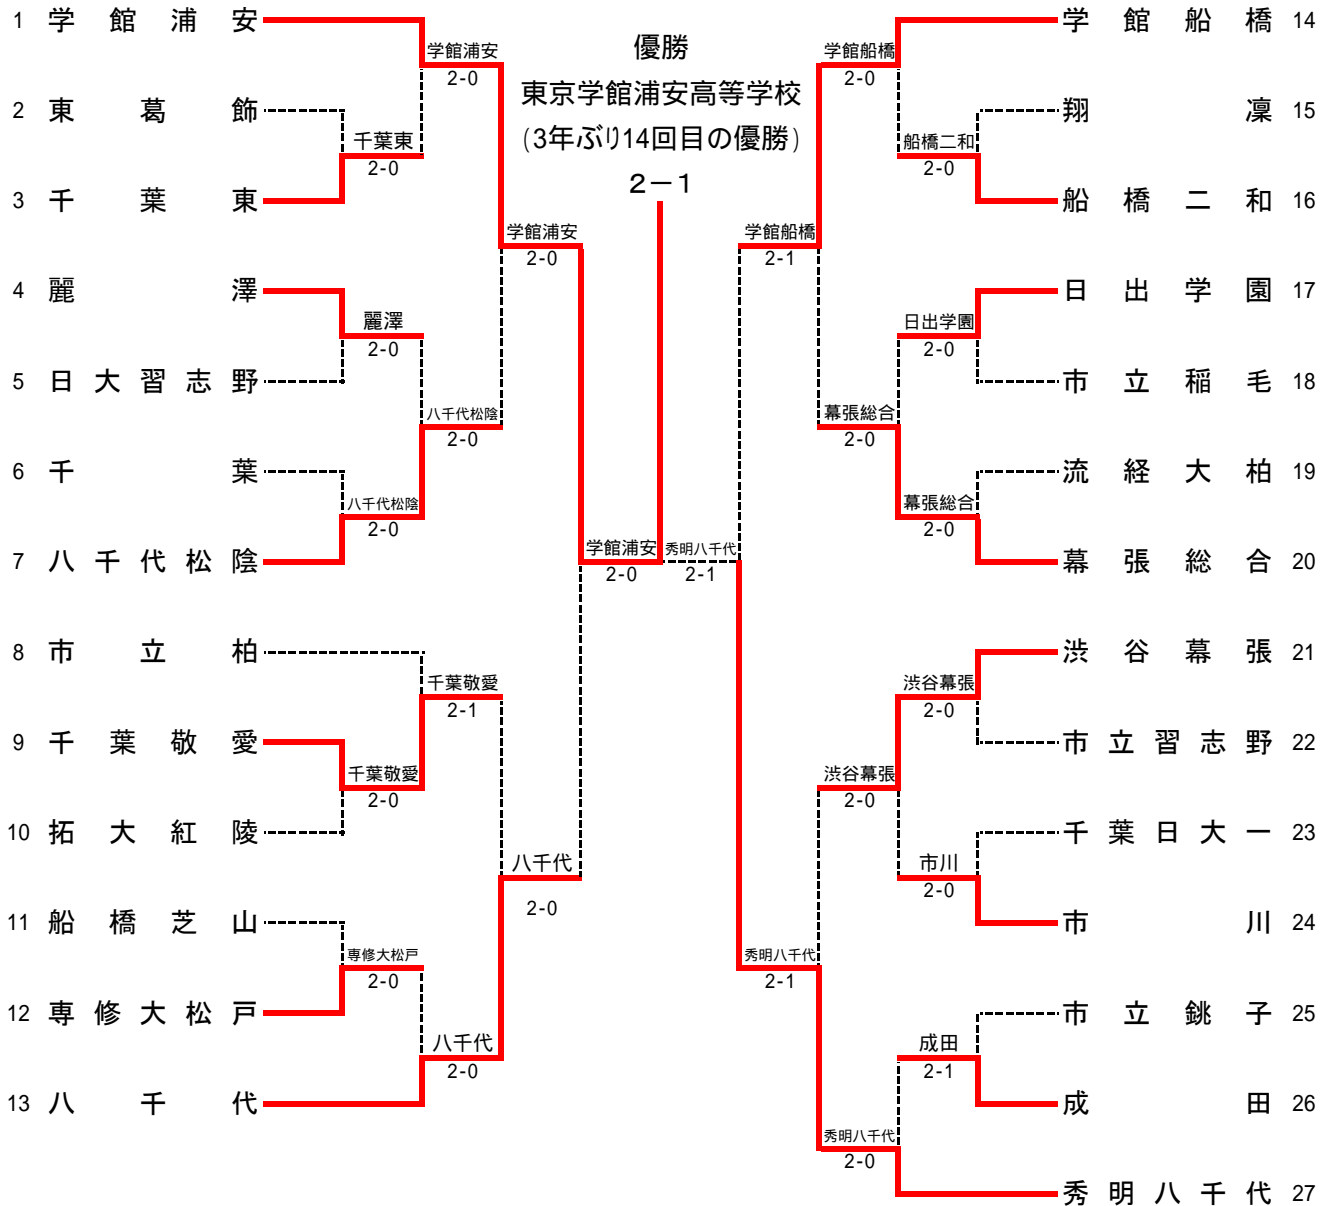 1 学館浦安
2 東葛飾
3 千葉東
4 麗澤
5 日大習志野
6 千葉
7 八千代松陰
8 市立柏
9 千葉敬愛
10 拓大紅陵
11 船橋芝山
12 専修大松戸
13 八千代
千葉東
2-0
麗澤
2-0
八千代松陰
2-0
千葉敬愛
2-0
専修大松戸
2-0
学館浦安
2-0
八千代松陰
2-0
千葉敬愛
2-1
八千代
2-0
学館浦安
2-0
八千代
2-0
学館浦安
2-0
優勝
東京学館浦安高等学校
(3年ぶり14回目の優勝)
2－1
秀明八千代
2-1
学館船橋
2-1
秀明八千代
2-1
学館船橋
2-0
幕張総合
2-0
渋谷幕張
2-0
秀明八千代
2-0
船橋二和
2-0
日出学園
2-0
幕張総合
2-0
渋谷幕張
2-0
市川
2-0
成田
2-1
学館船橋 14
翔凜 15
船橋二和 16
日出学園 17
市立稲毛 18
流経大柏 19
幕張総合 20
渋谷幕張 21
市立習志野 22
千葉日大一 23
市川 24
市立銚子 25
成田 26
秀明八千代 27